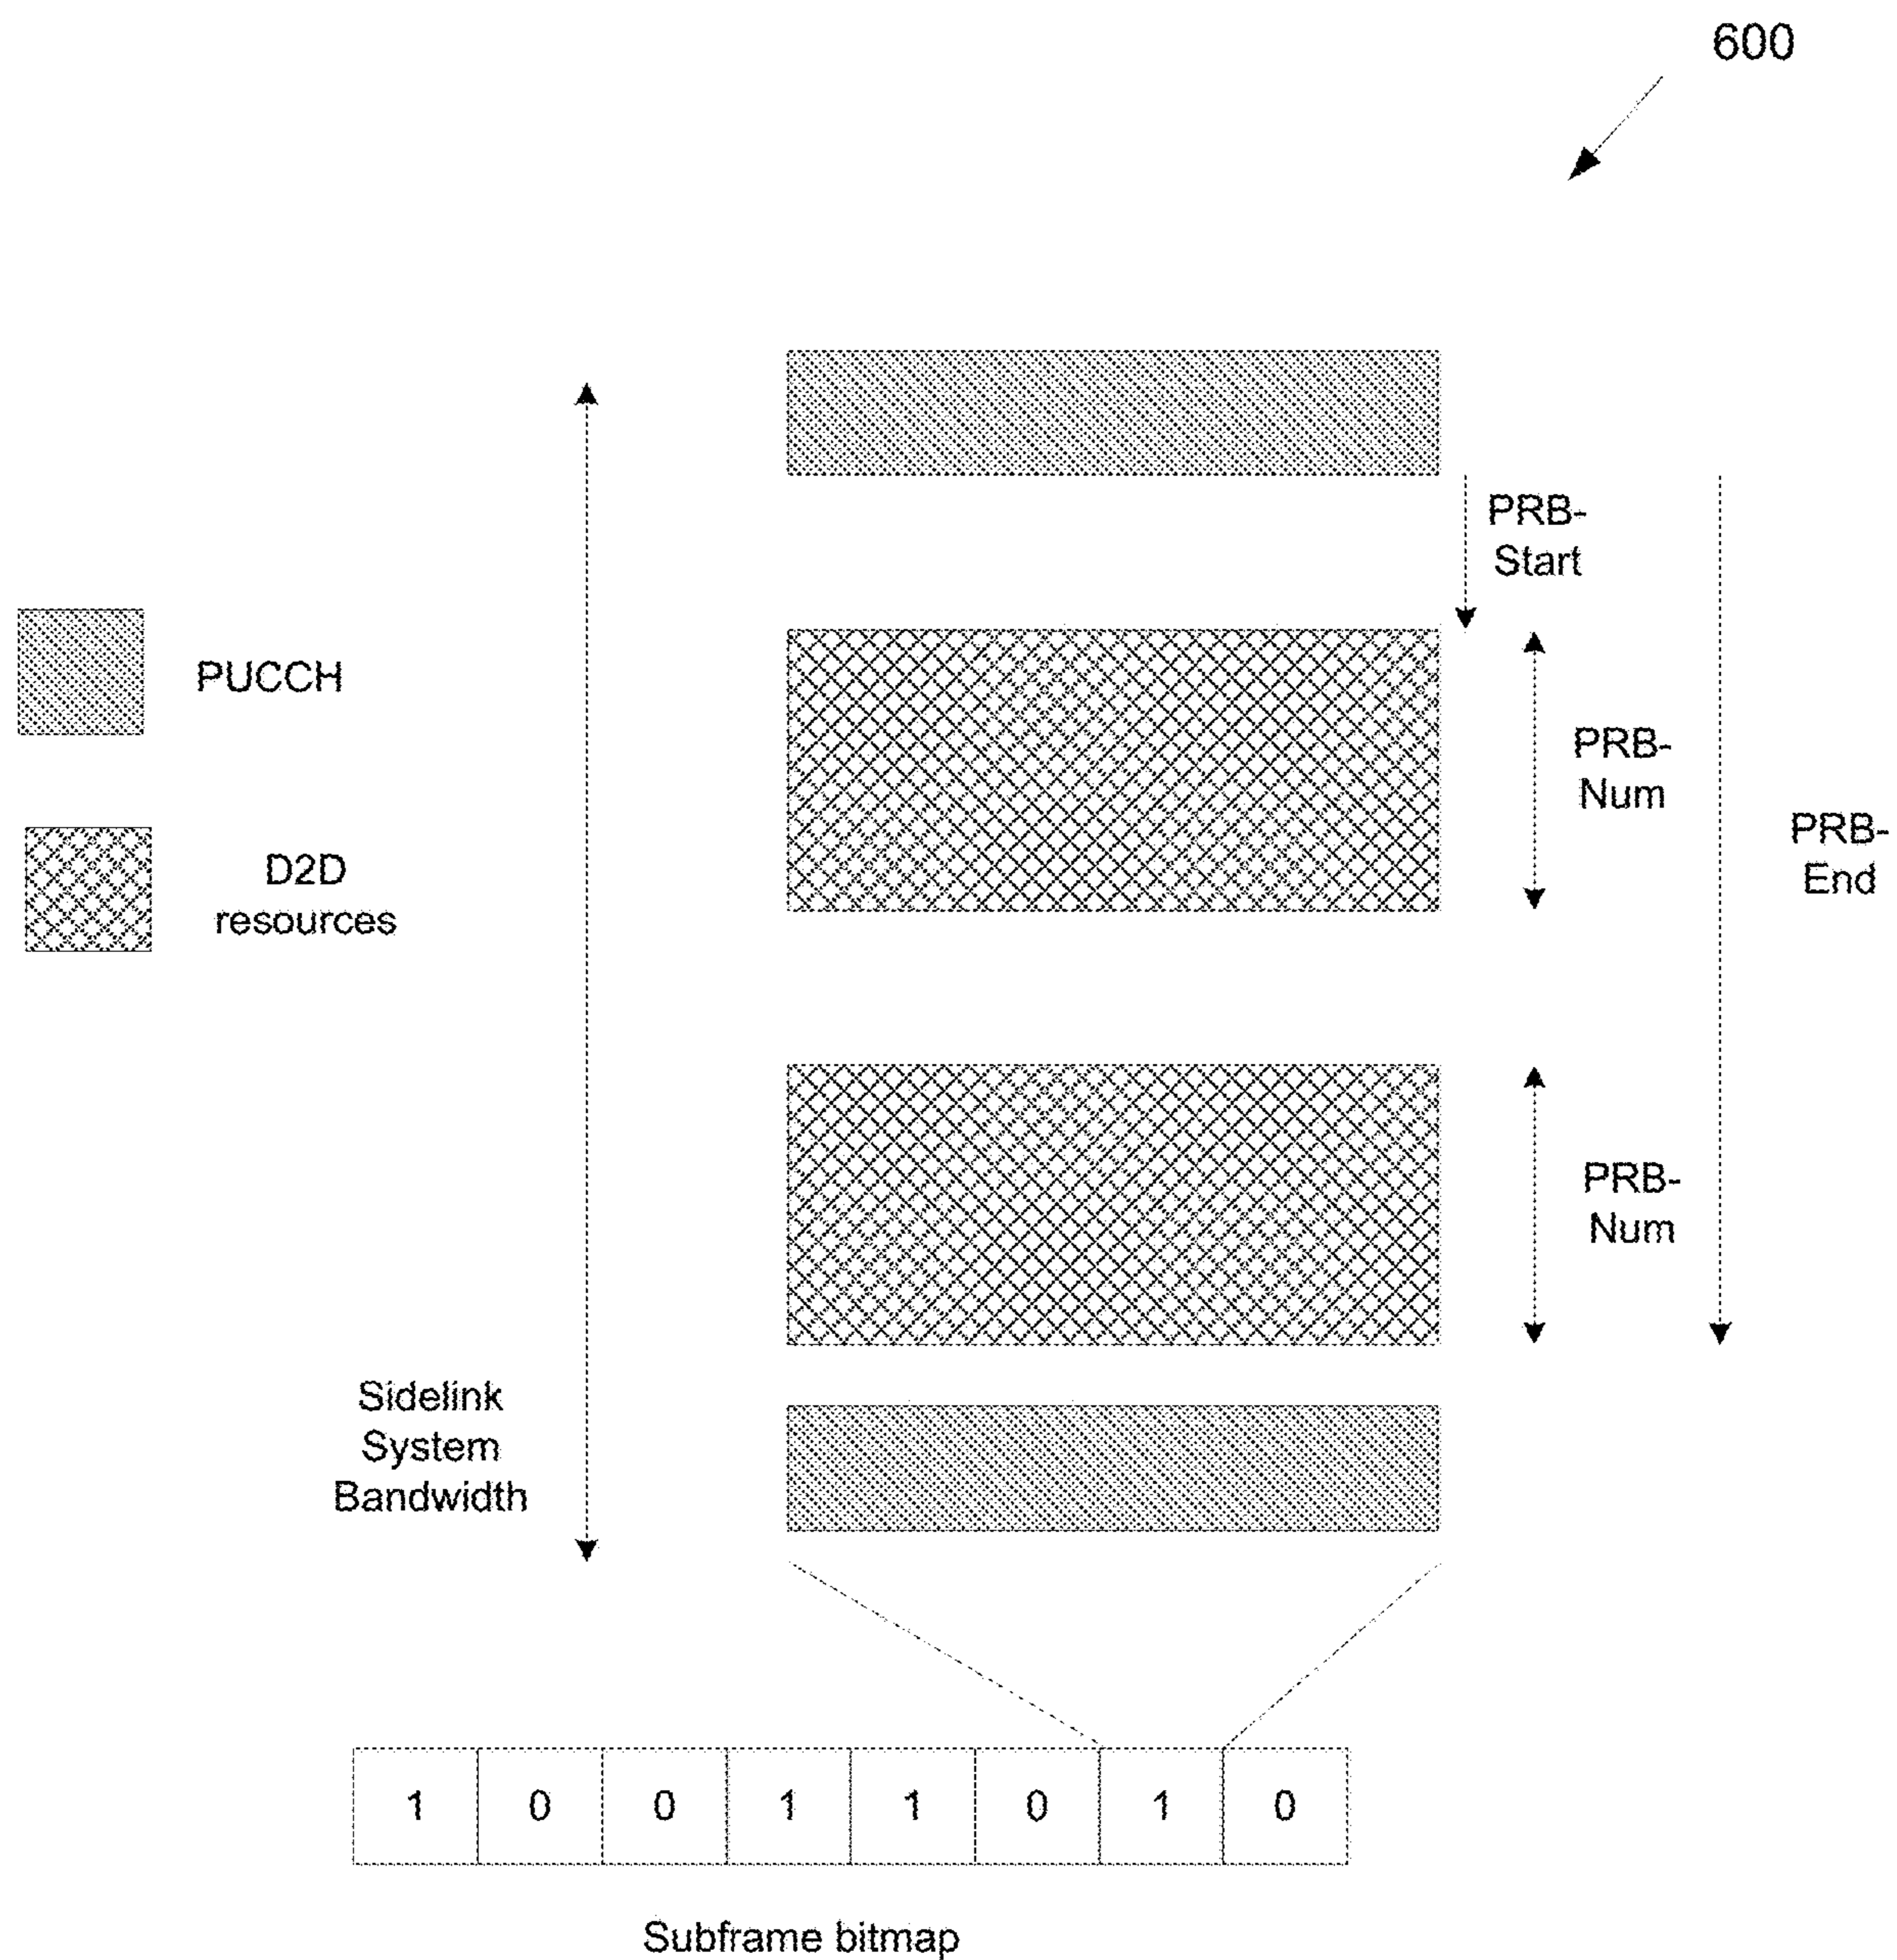 600
PRB-
Start
PUCCH
PRB-
Num
D2D
resources
PRB-
End
PRB-
Num
Sidelink
System
Bandwidth
1 0 0 1 1 0 1 0
Subframe bitmap